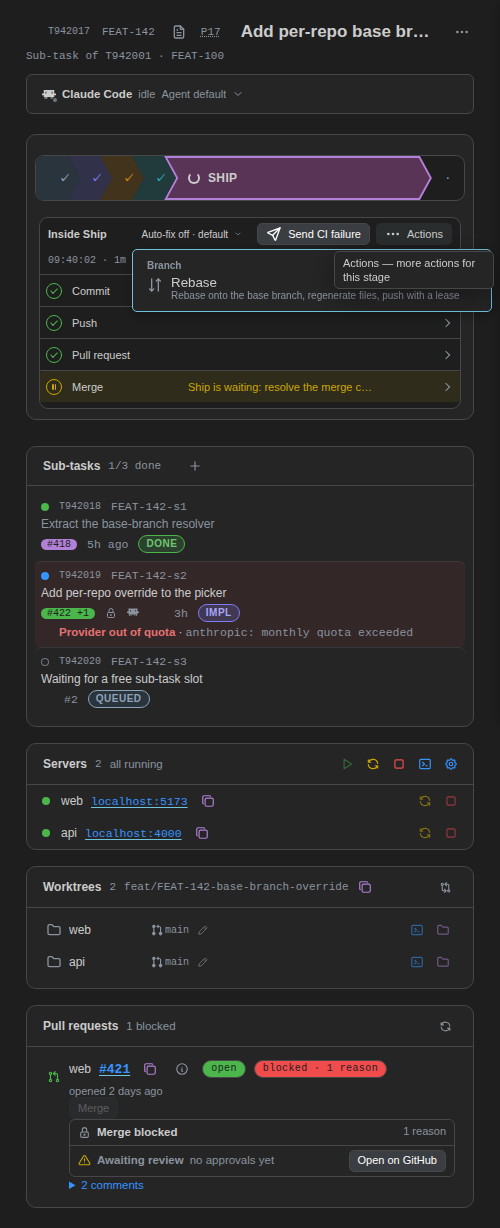 T942017 FEAT-142 P17 Add per-repo base br…
Sub-task of T942001 · FEAT-100
Claude Code idle Agent default
SHIP
Inside Ship Auto-fix off · default Send CI failure Actions
09:40:02 · 1m
Branch
Rebase
Rebase onto the base branch, regenerate files, push with a lease
Actions — more actions for this stage
Commit
Push
Pull request
Merge Ship is waiting: resolve the merge c…
Sub-tasks 1/3 done
T942018 FEAT-142-s1
Extract the base-branch resolver
#418 5h ago DONE
T942019 FEAT-142-s2
Add per-repo override to the picker
#422 +1 3h IMPL
Provider out of quota · anthropic: monthly quota exceeded
T942020 FEAT-142-s3
Waiting for a free sub-task slot
#2 QUEUED
Servers 2 all running
web localhost:5173
api localhost:4000
Worktrees 2 feat/FEAT-142-base-branch-override
web main
api main
Pull requests 1 blocked
web #421 open blocked · 1 reason
opened 2 days ago
Merge
Merge blocked 1 reason
Awaiting review no approvals yet Open on GitHub
2 comments